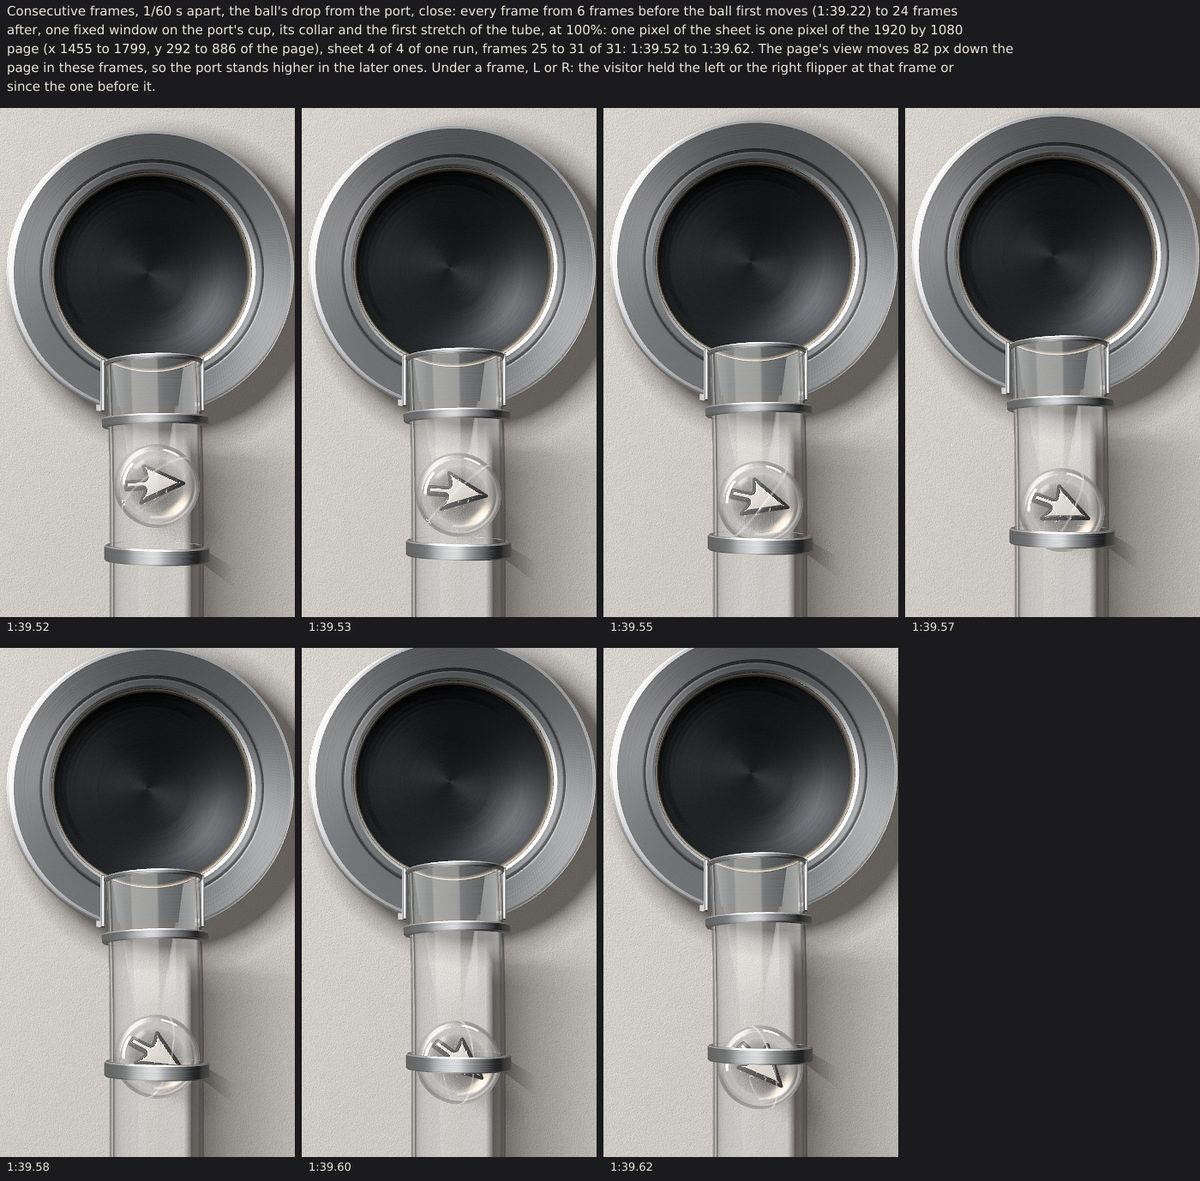 Consecutive frames, 1/60 s apart, the ball's drop from the port, close: every frame from 6 frames before the ball first moves (1:39.22) to 24 frames
after, one fixed window on the port's cup, its collar and the first stretch of the tube, at 100%: one pixel of the sheet is one pixel of the 1920 by 1080
page (x 1455 to 1799, y 292 to 886 of the page), sheet 4 of 4 of one run, frames 25 to 31 of 31: 1:39.52 to 1:39.62. The page's view moves 82 px down the
page in these frames, so the port stands higher in the later ones. Under a frame, L or R: the visitor held the left or the right flipper at that frame or
since the one before it.
1:39.52
1:39.53
1:39.55
1:39.57
1:39.58
1:39.60
1:39.62